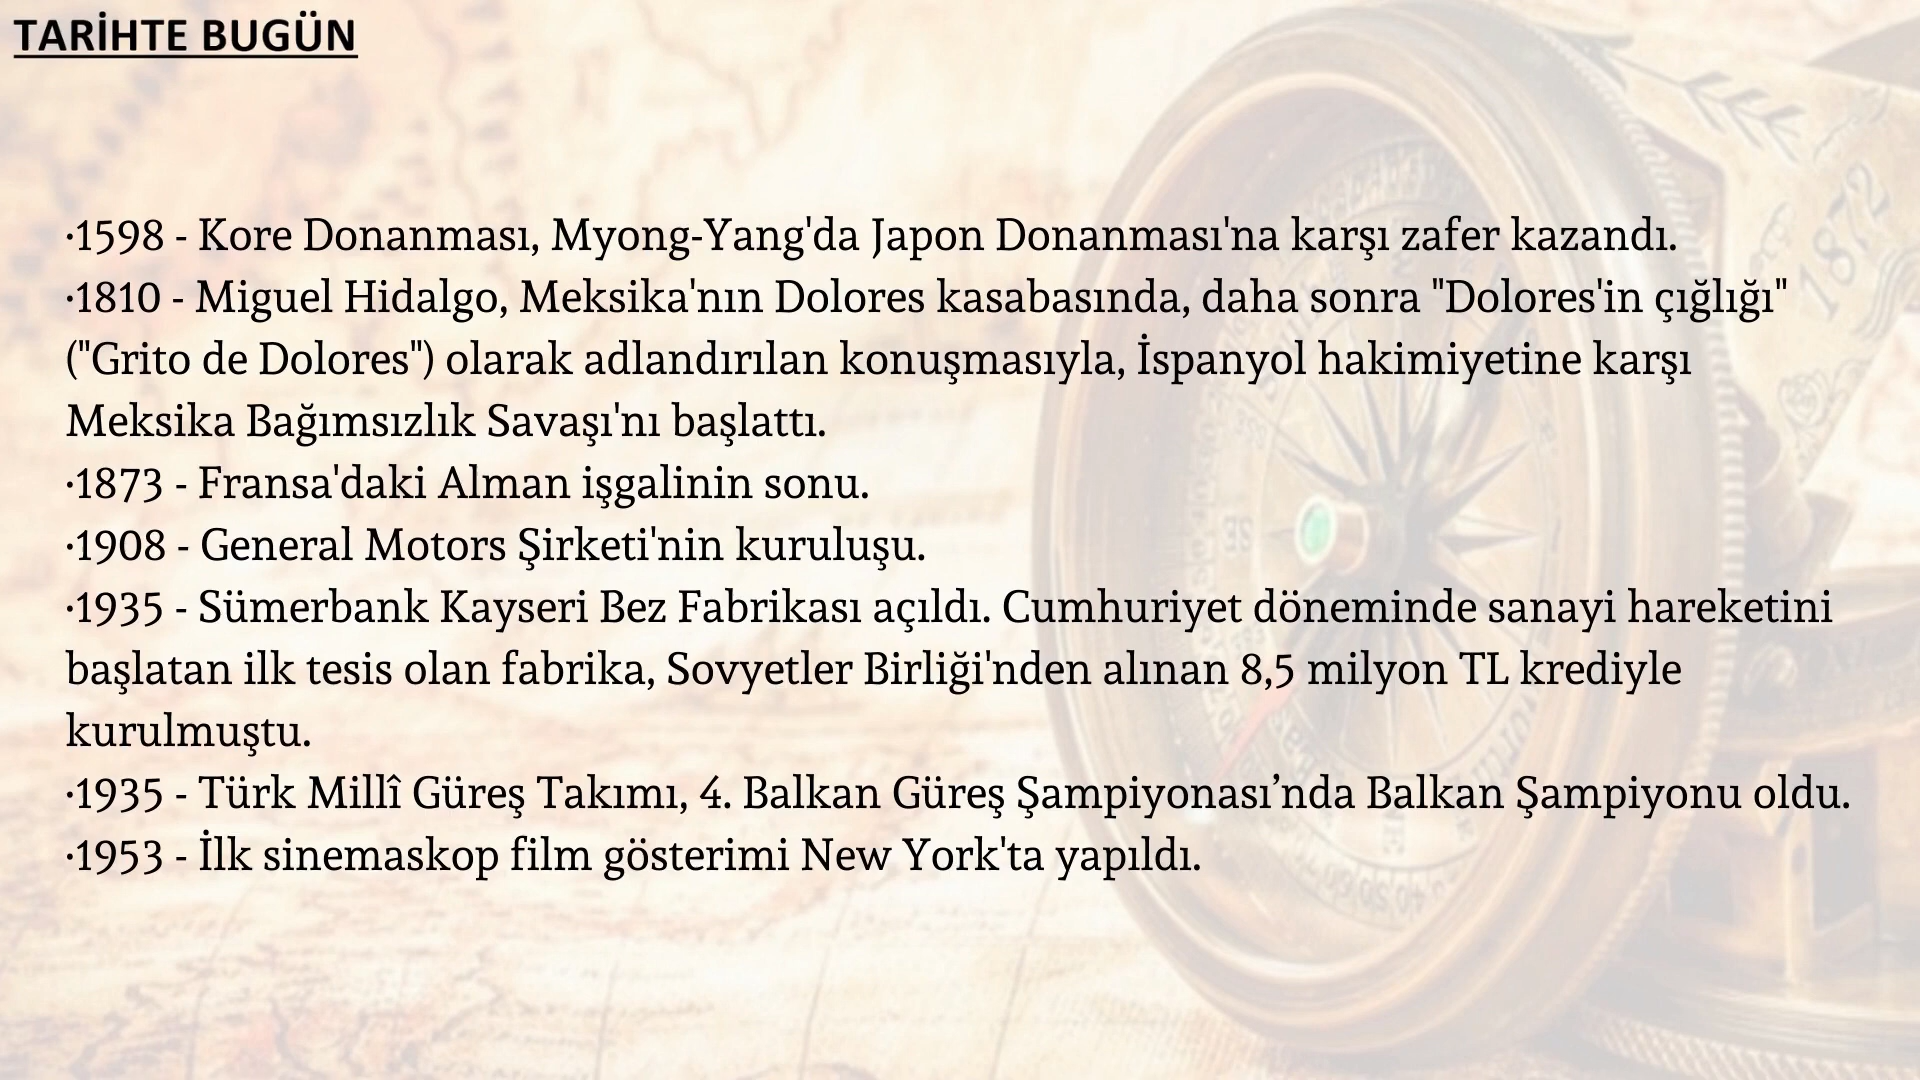 TARİHTE BUGÜN
·1598 - Kore Donanması, Myong-Yang'da Japon Donanması'na karşı zafer kazandı.
·1810 - Miguel Hidalgo, Meksika'nın Dolores kasabasında, daha sonra "Dolores'in çığlığı"
("Grito de Dolores") olarak adlandırılan konuşmasıyla, İspanyol hakimiyetine karşı
Meksika Bağımsızlık Savaşı'nı başlattı.
·1873 - Fransa'daki Alman işgalinin sonu.
·1908 - General Motors Şirketi'nin kuruluşu.
·1935 - Sümerbank Kayseri Bez Fabrikası açıldı. Cumhuriyet döneminde sanayi hareketini
başlatan ilk tesis olan fabrika, Sovyetler Birliği'nden alınan 8,5 milyon TL krediyle
kurulmuştu.
·1935 - Türk Millî Güreş Takımı, 4. Balkan Güreş Şampiyonası’nda Balkan Şampiyonu oldu.
·1953 - İlk sinemaskop film gösterimi New York'ta yapıldı.
1872
SE